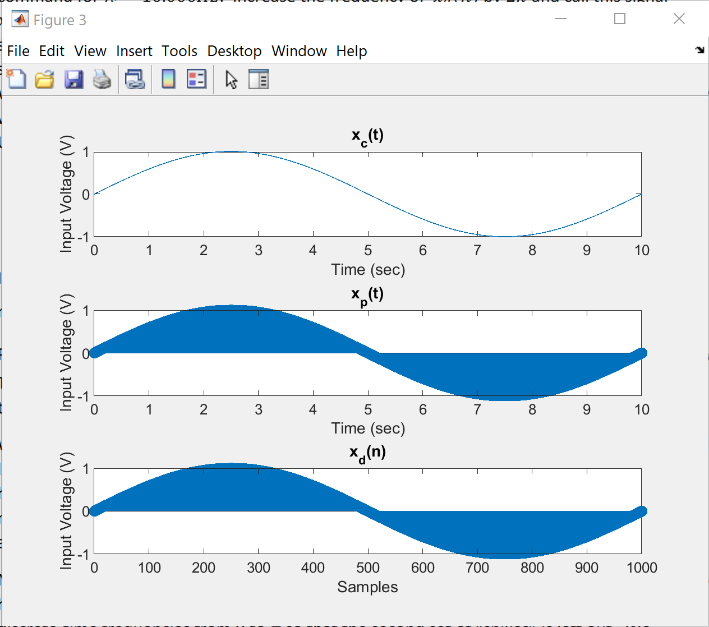 Figure 3
File Edit View Insert Tools Desktop Window Help
x_c(t)
Input Voltage (V)
1
0
-1
0 1 2 3 4 5 6 7 8 9 10
Time (sec)
x_p(t)
Input Voltage (V)
1
0
-1
0 1 2 3 4 5 6 7 8 9 10
Time (sec)
x_d(n)
Input Voltage (V)
1
0
-1
0 100 200 300 400 500 600 700 800 900 1000
Samples